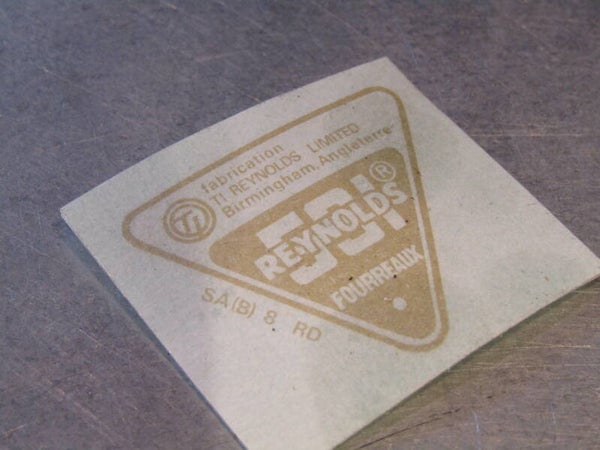 fabrication
TI REYNOLDS LIMITED
Birmingham, Angleterre
TI
531
REYNOLDS®
FOURREAUX
SA(B) 8 RD